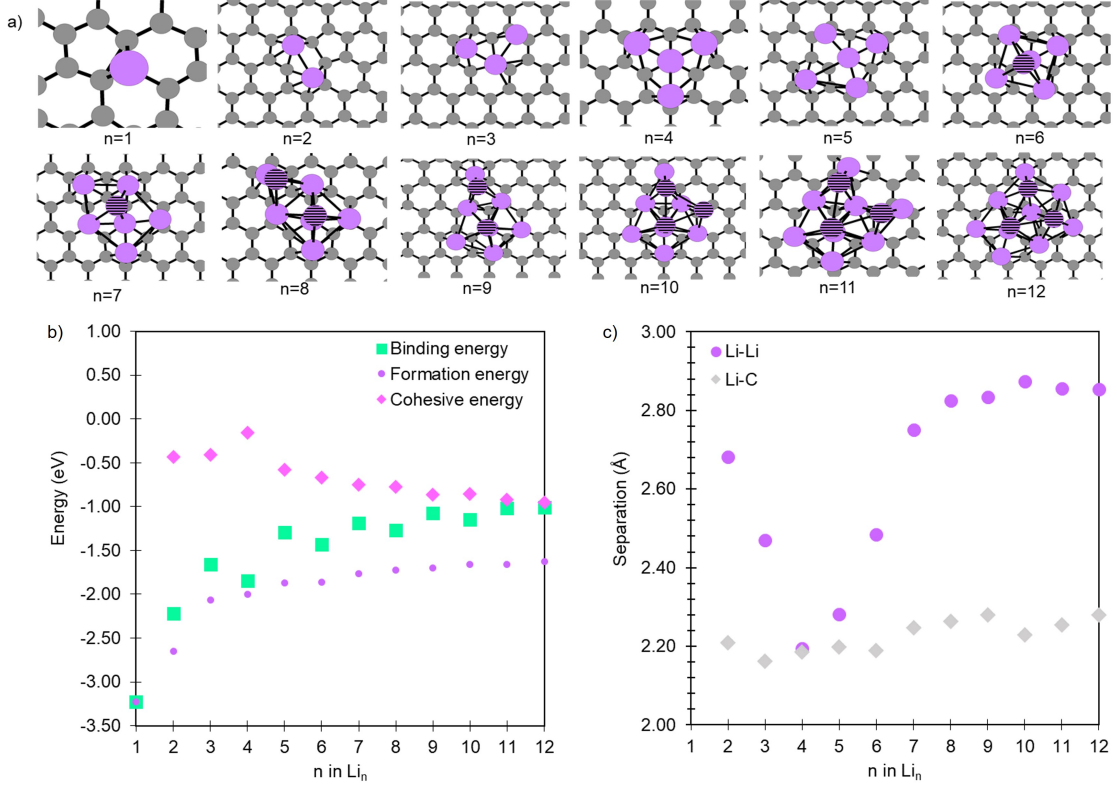 a)
n=1
n=2
n=3
n=4
n=5
n=6
n=7
n=8
n=9
n=10
n=11
n=12
b)
1.00
0.50
0.00
-0.50
-1.00
-1.50
-2.00
-2.50
-3.00
-3.50
Energy (eV)
Binding energy
Formation energy
Cohesive energy
1 2 3 4 5 6 7 8 9 10 11 12
n in Liₙ
c)
3.00
2.80
2.60
2.40
2.20
2.00
Separation (Å)
Li-Li
Li-C
1 2 3 4 5 6 7 8 9 10 11 12
n in Liₙ